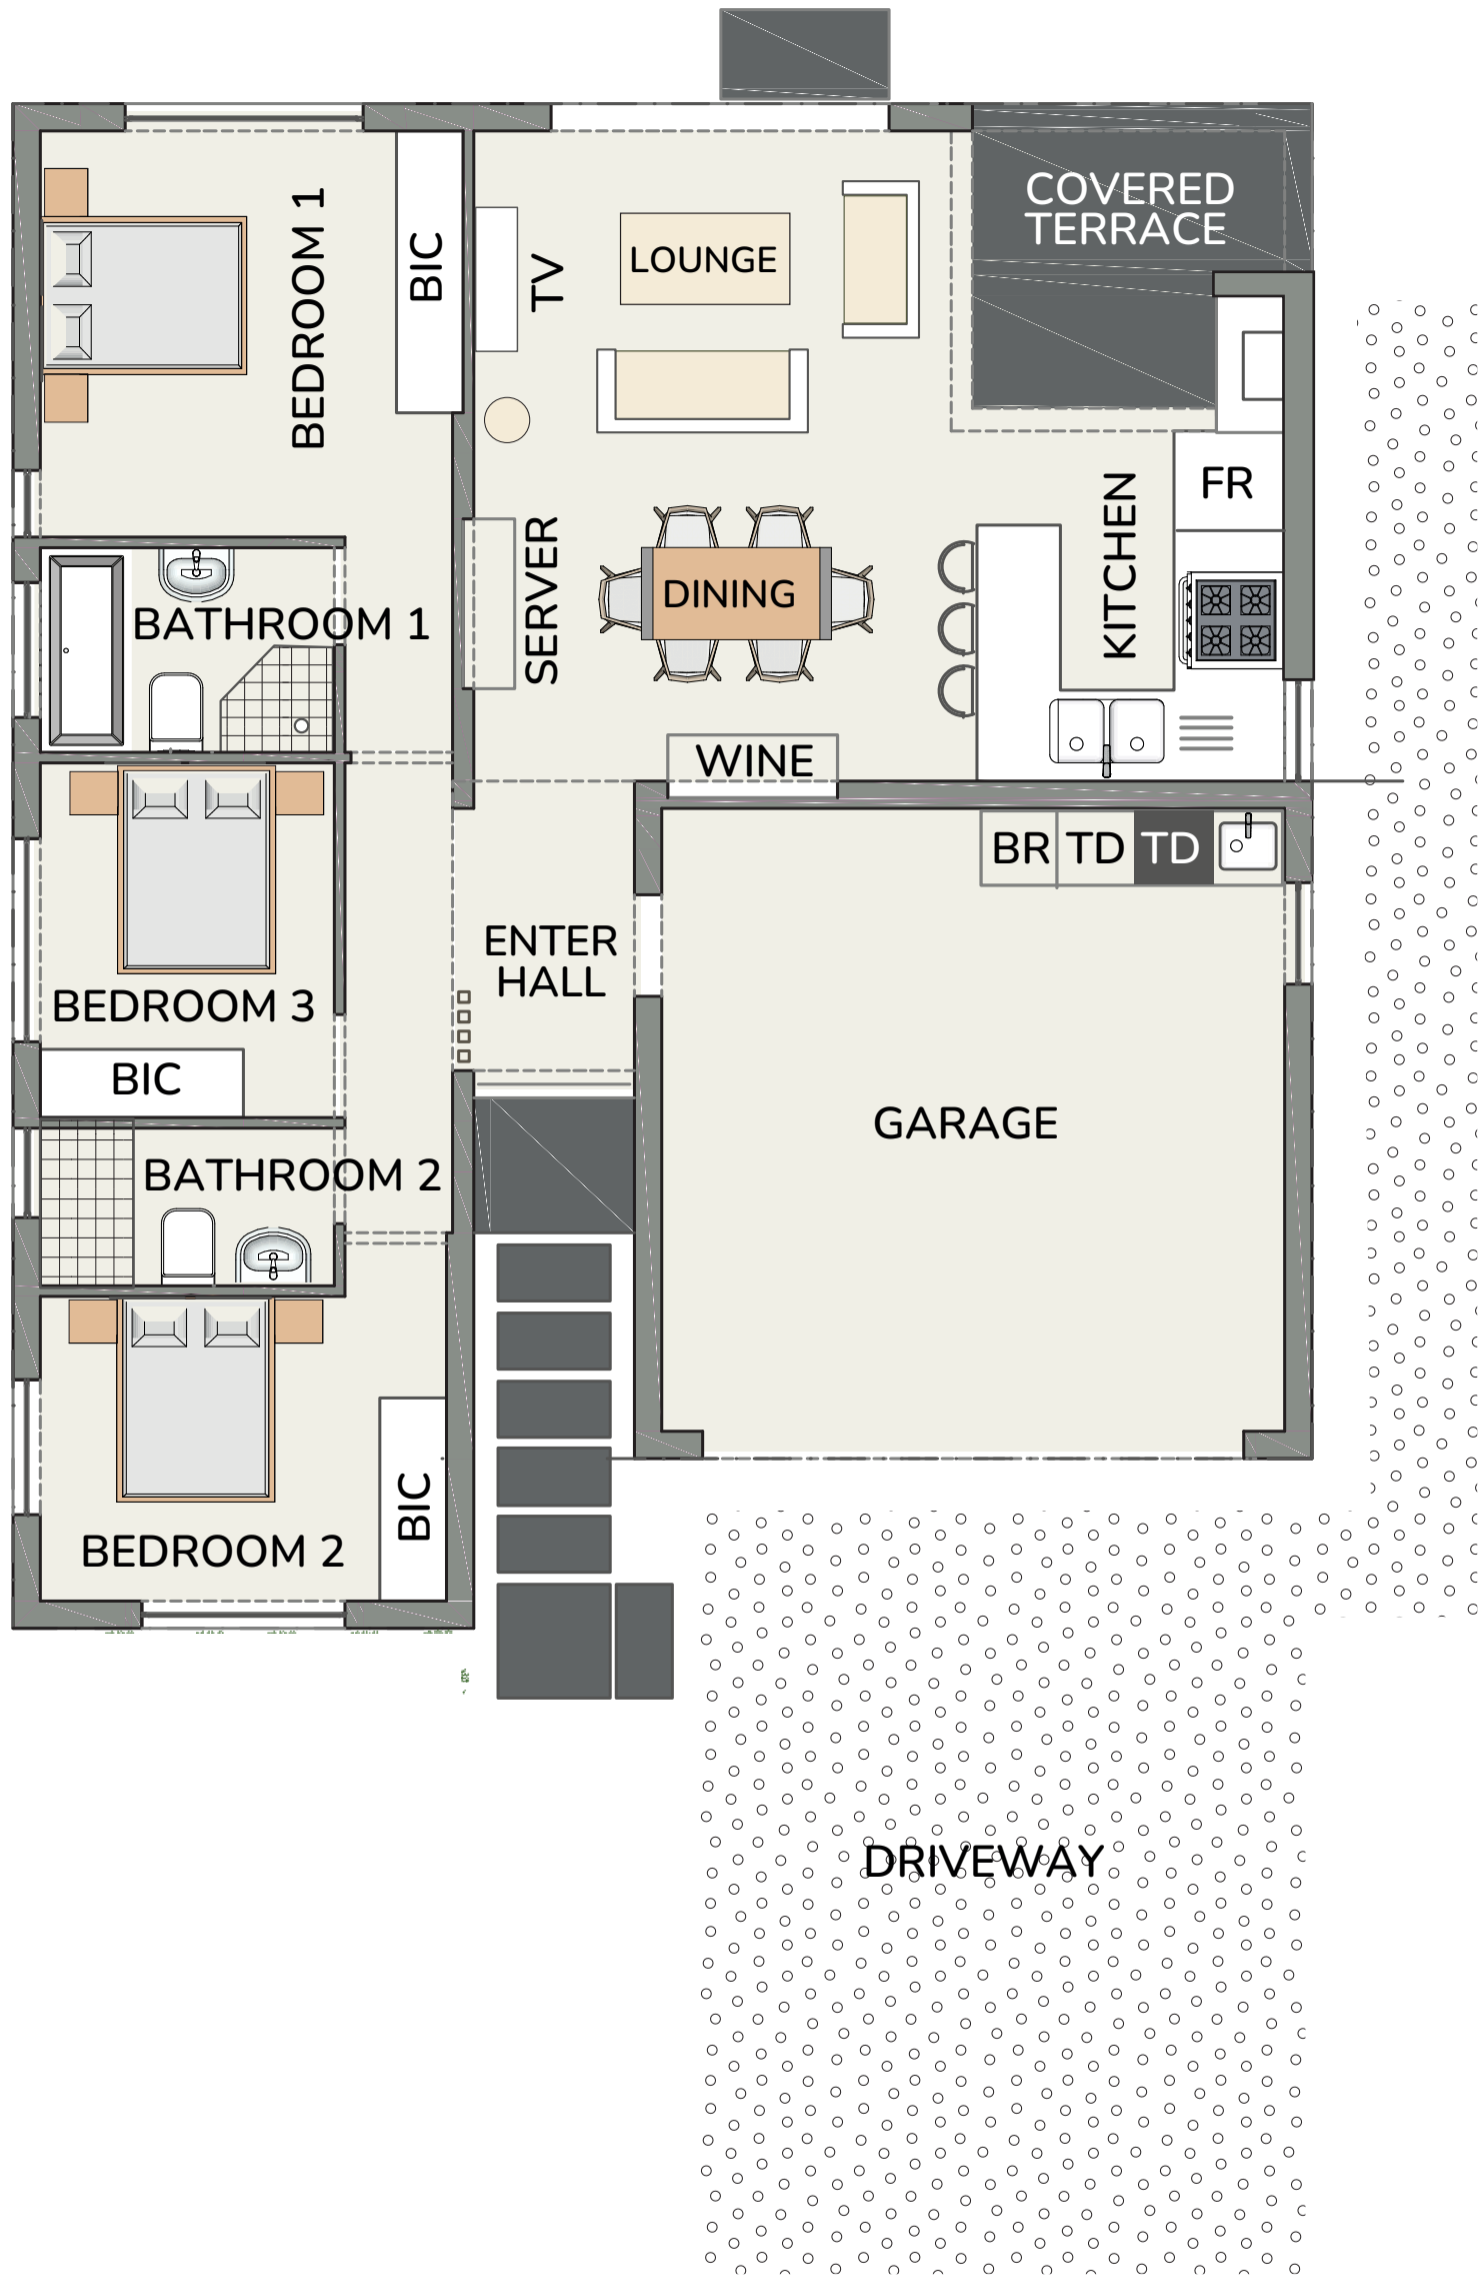 COVERED
TERRACE
BEDROOM 1
BIC
TV
LOUNGE
FR
KITCHEN
SERVER
DINING
BATHROOM 1
WINE
BR
TD
TD
ENTER
HALL
BEDROOM 3
BIC
GARAGE
BATHROOM 2
BIC
BEDROOM 2
DRIVEWAY